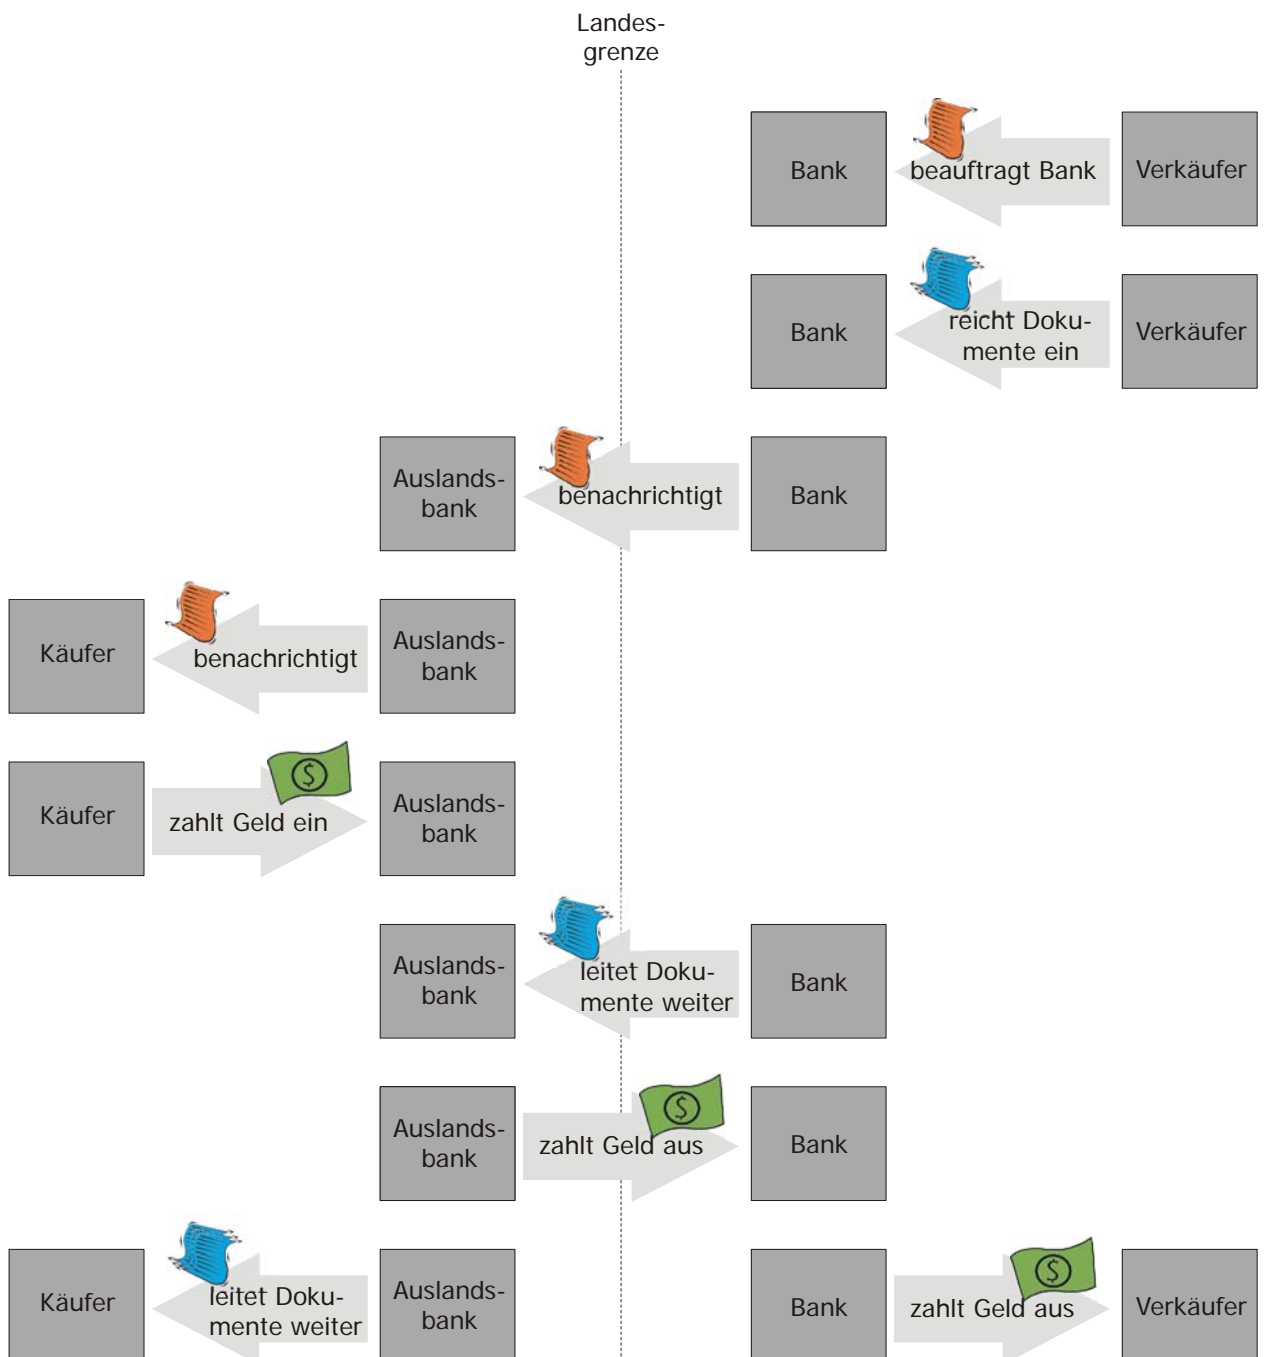 Landes-
grenze
Bank
beauftragt Bank
Verkäufer
Bank
reicht Doku-
mente ein
Verkäufer
Auslands-
bank
benachrichtigt
Bank
Käufer
benachrichtigt
Auslands-
bank
Käufer
zahlt Geld ein
$
Auslands-
bank
Auslands-
bank
leitet Doku-
mente weiter
Bank
Auslands-
bank
zahlt Geld aus
$
Bank
Käufer
leitet Doku-
mente weiter
Auslands-
bank
Bank
zahlt Geld aus
$
Verkäufer